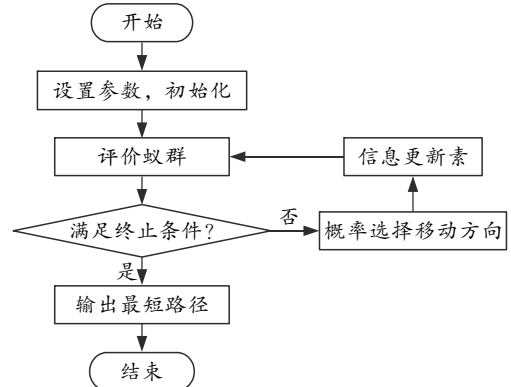 开始
设置参数，初始化
评价蚁群
信息更新素
满足终止条件?
否
概率选择移动方向
是
输出最短路径
结束